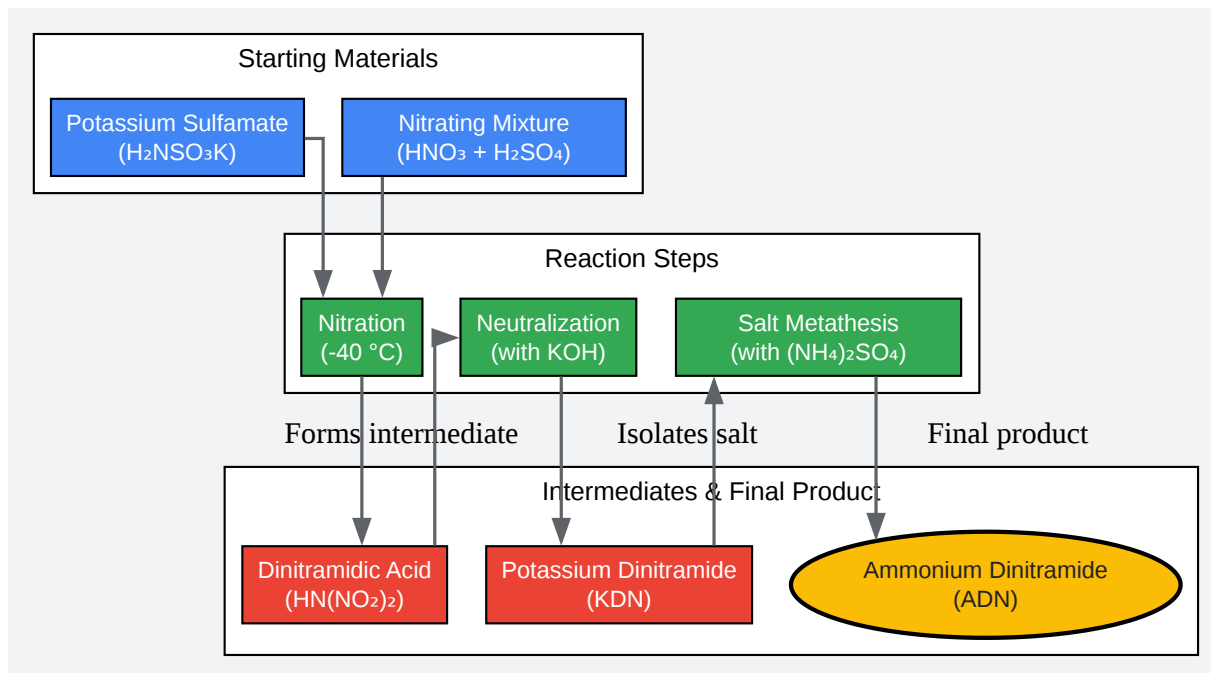 Starting Materials
Potassium Sulfamate
(H₂NSO₃K)
Nitrating Mixture
(HNO₃ + H₂SO₄)
Reaction Steps
Nitration
(-40 °C)
Neutralization
(with KOH)
Salt Metathesis
(with (NH₄)₂SO₄)
Forms intermediate
Isolates salt
Final product
Intermediates & Final Product
Dinitramidic Acid
(HN(NO₂)₂)
Potassium Dinitramide
(KDN)
Ammonium Dinitramide
(ADN)